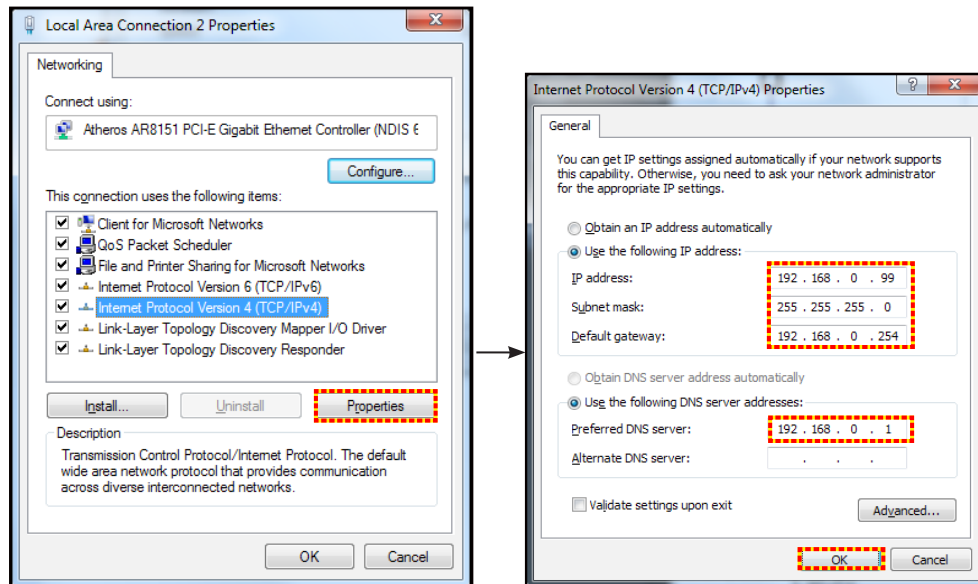 Local Area Connection 2 Properties
Networking
Connect using:
Atheros AR8151 PCI-E Gigabit Ethernet Controller (NDIS 6
Configure...
This connection uses the following items:
Client for Microsoft Networks
QoS Packet Scheduler
File and Printer Sharing for Microsoft Networks
Internet Protocol Version 6 (TCP/IPv6)
Internet Protocol Version 4 (TCP/IPv4)
Link-Layer Topology Discovery Mapper I/O Driver
Link-Layer Topology Discovery Responder
Install...
Uninstall
Properties
Description
Transmission Control Protocol/Internet Protocol. The default
wide area network protocol that provides communication
across diverse interconnected networks.
OK
Cancel
Internet Protocol Version 4 (TCP/IPv4) Properties
General
You can get IP settings assigned automatically if your network supports
this capability. Otherwise, you need to ask your network administrator
for the appropriate IP settings.
Obtain an IP address automatically
Use the following IP address:
IP address: 192 . 168 . 0 . 99
Subnet mask: 255 . 255 . 255 . 0
Default gateway: 192 . 168 . 0 . 254
Obtain DNS server address automatically
Use the following DNS server addresses:
Preferred DNS server: 192 . 168 . 0 . 1
Alternate DNS server: . . .
Validate settings upon exit
Advanced...
OK
Cancel